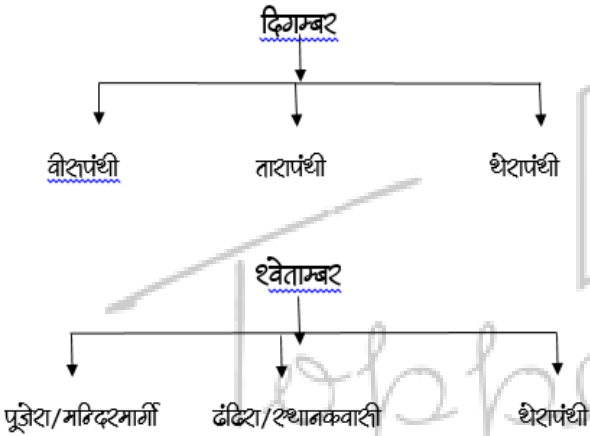 दिगम्बर
वीसपंथी तारापंथी थेरापंथी
श्वेताम्बर
पूजेरा/मन्दिरमार्गी ढंढिरा/स्थानकवासी थेरापंथी